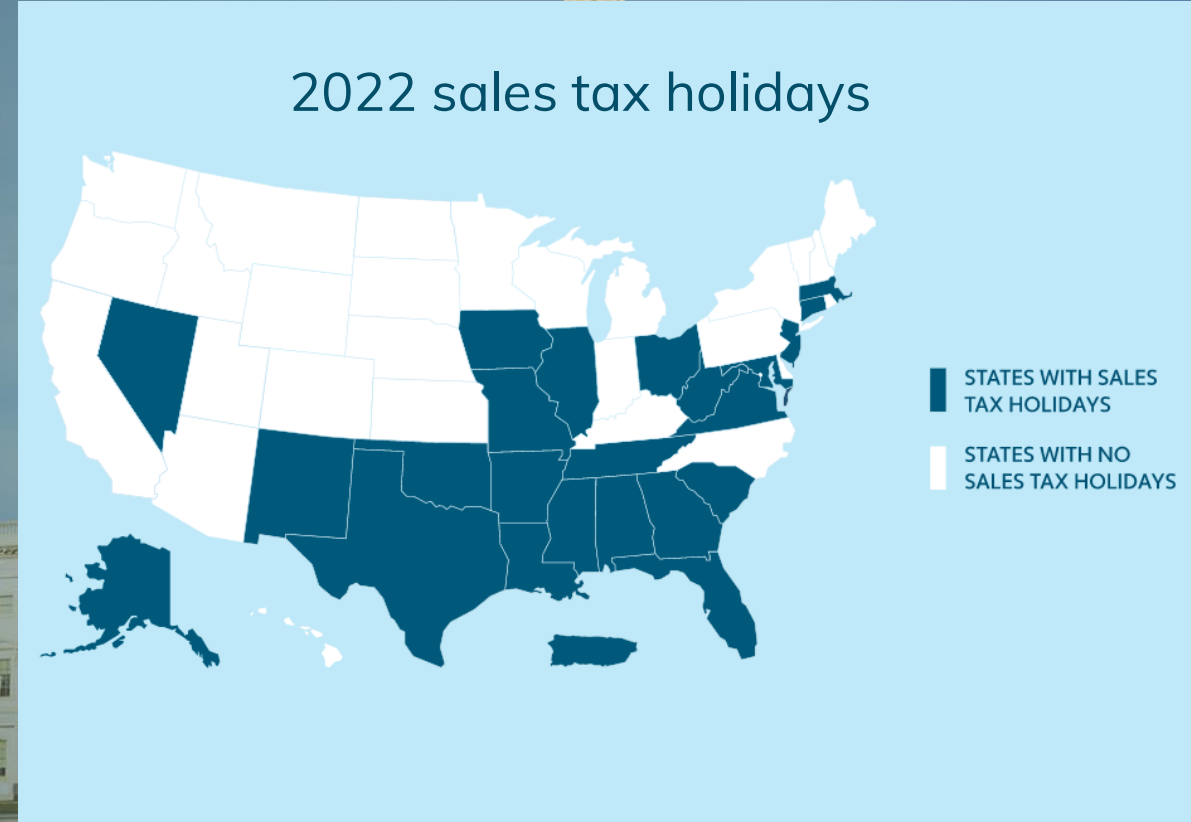 2022 sales tax holidays
STATES WITH SALES
TAX HOLIDAYS
STATES WITH NO
SALES TAX HOLIDAYS